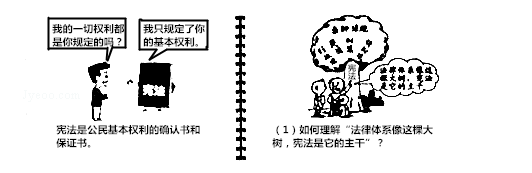 我的一切权利都
是你规定的吗？
我只规定了你
的基本权利。
宪法
宪法是公民基本权利的确认书和
保证书。
宪法
法律体系像这
棵大树，宪法
是它的主干
（1）如何理解“法律体系像这棵大
树，宪法是它的主干”？